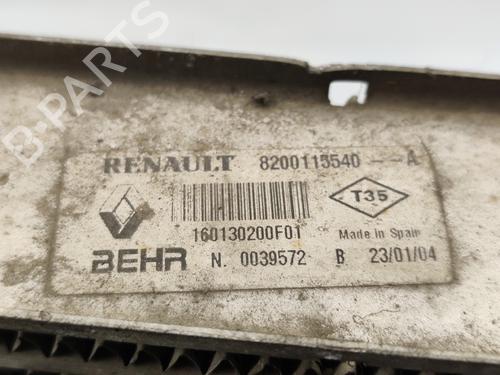 RENAULT 8200115540 --A
160130200F01
T35
Made in Spain
BEHR N. 0039572 B 23/01/04
B-PARTS